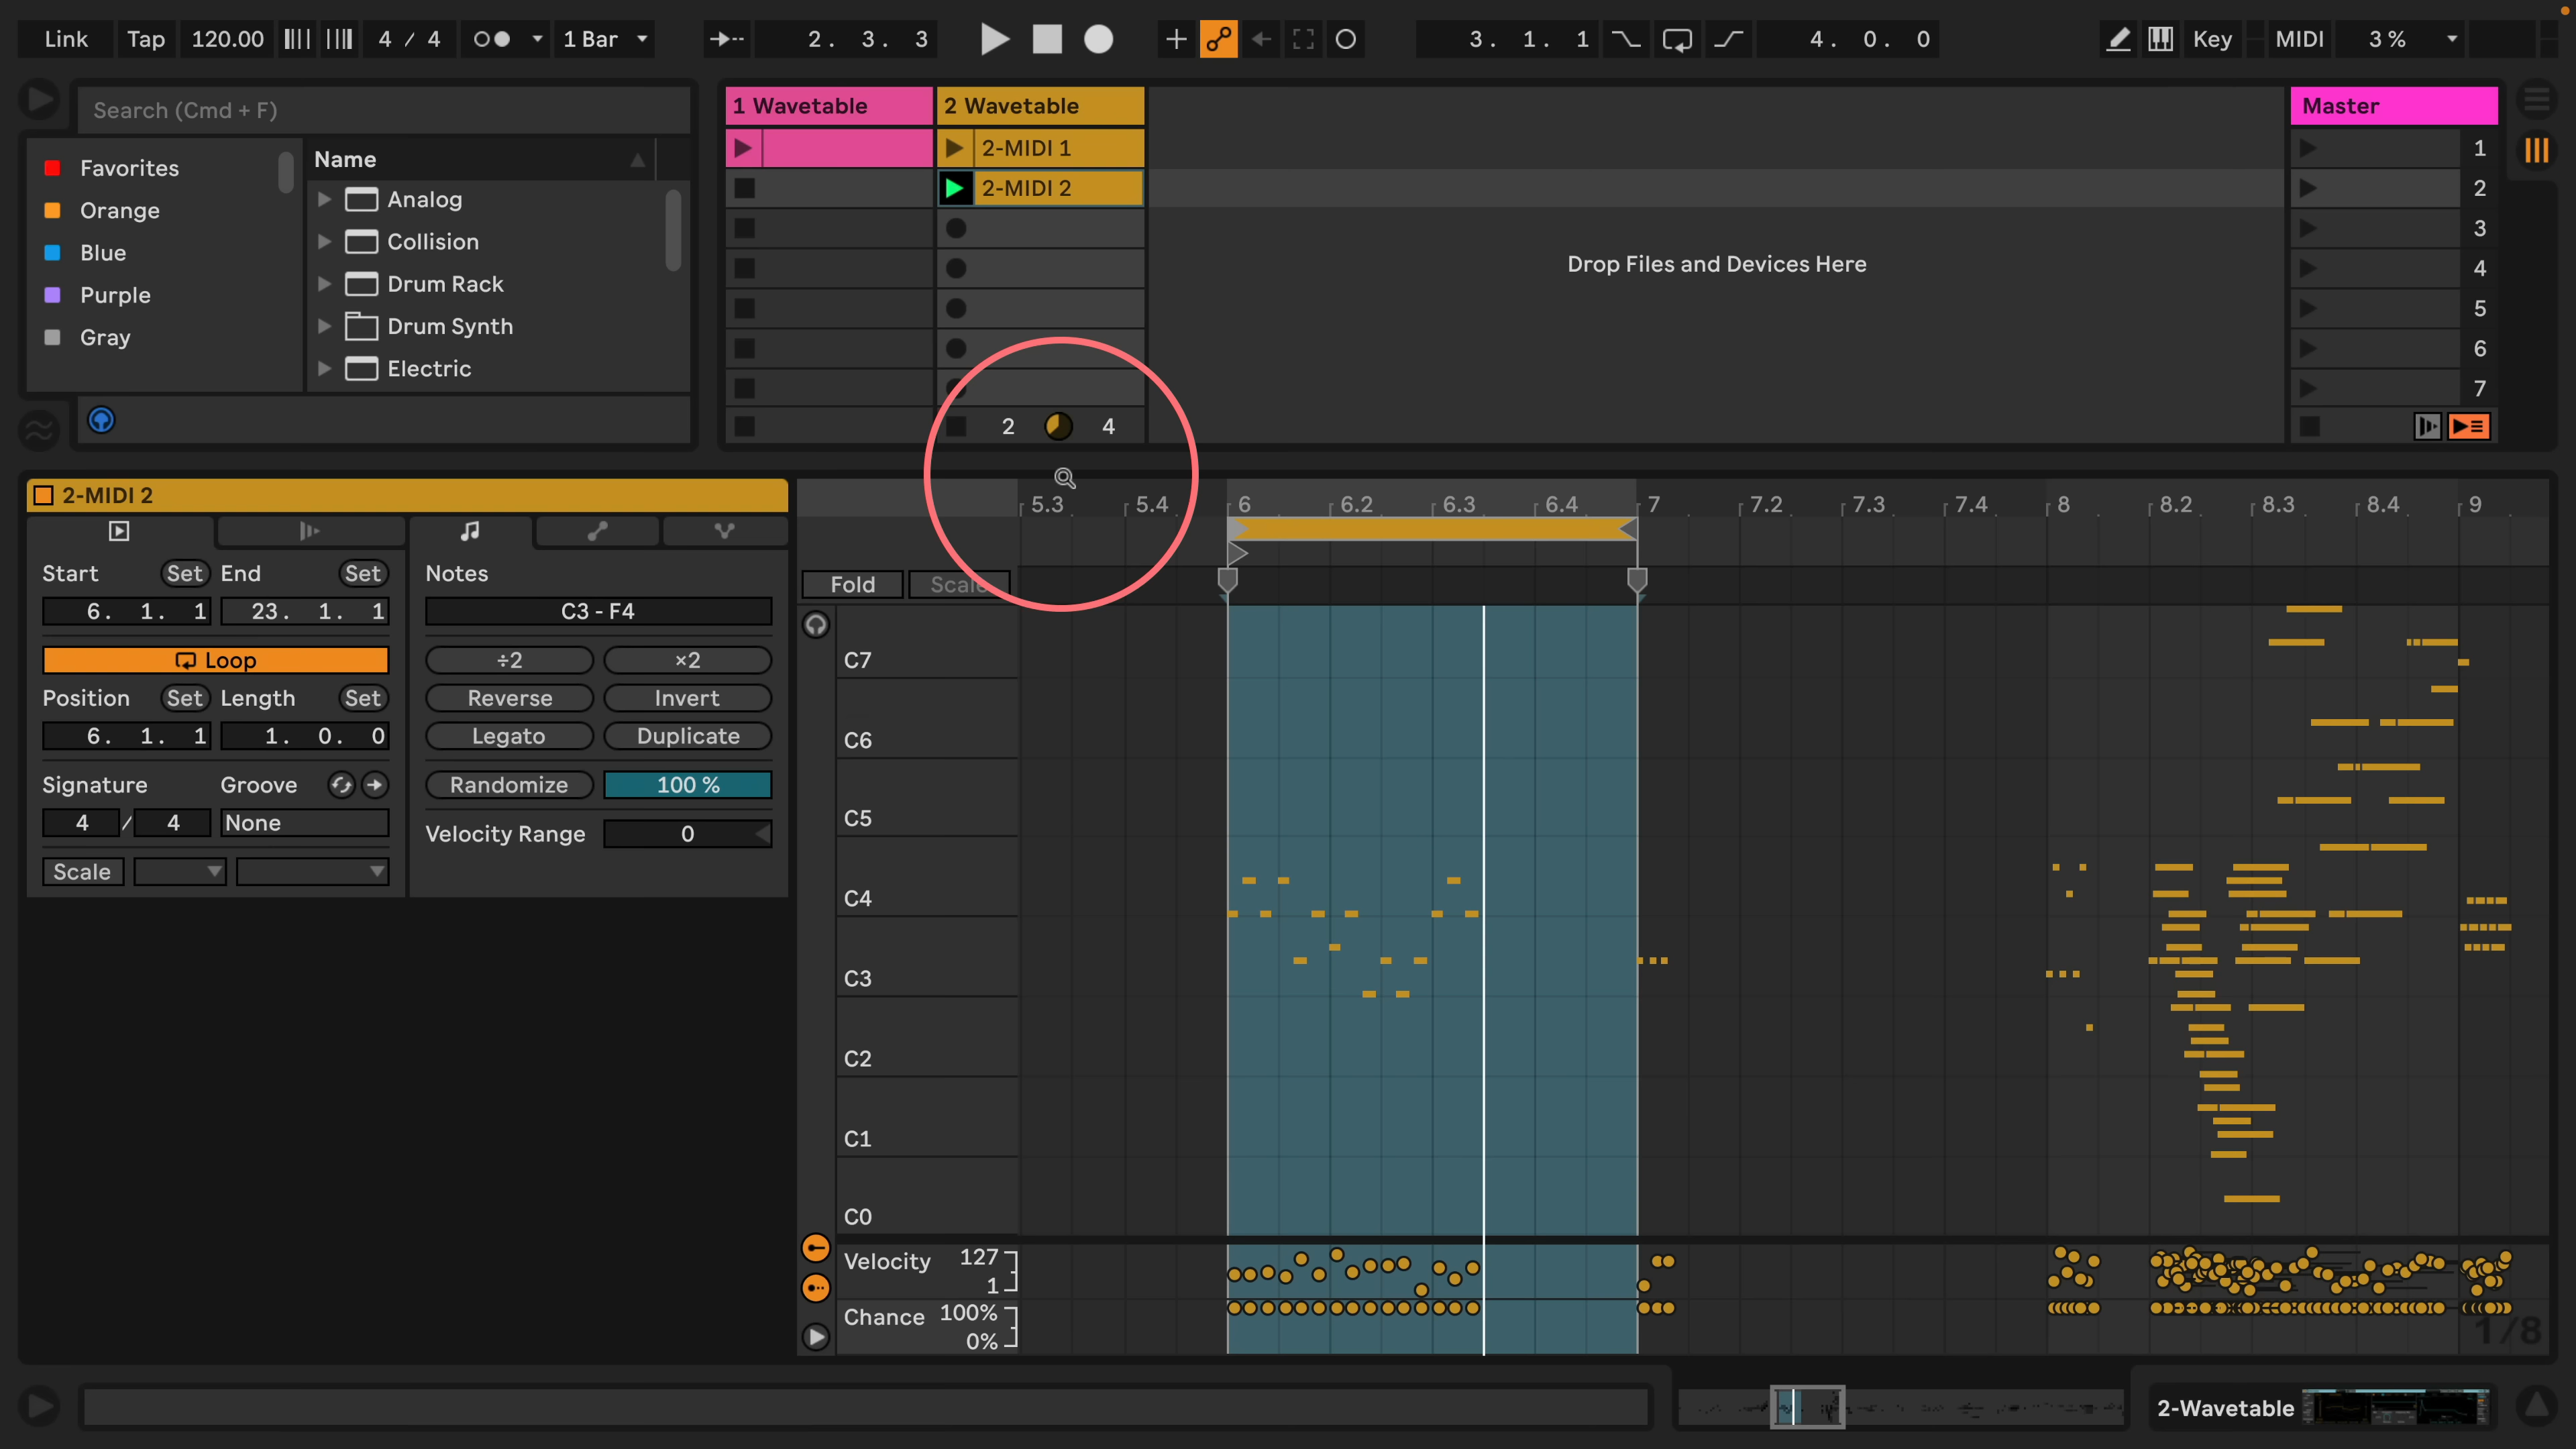 Link Tap 120.00 4 / 4 1 Bar 2. 3. 3 3. 1. 1 4. 0. 0 Key MIDI 3 %
Search (Cmd + F)
Favorites
Orange
Blue
Purple
Gray
Name
Analog
Collision
Drum Rack
Drum Synth
Electric
1 Wavetable 2 Wavetable Master
2-MIDI 1 1
2-MIDI 2 2
3
Drop Files and Devices Here 4
5
6
7
2 4
2-MIDI 2
Start Set End Set
6. 1. 1 23. 1. 1
Loop
Position Set Length Set
6. 1. 1 1. 0. 0
Signature Groove
4 / 4 None
Scale
Notes
C3 - F4
÷2 ×2
Reverse Invert
Legato Duplicate
Randomize 100 %
Velocity Range 0
5.3 5.4 6 6.2 6.3 6.4 7 7.2 7.3 7.4 8 8.2 8.3 8.4 9
Fold Scale
C7
C6
C5
C4
C3
C2
C1
C0
Velocity 127
1
Chance 100%
0%
1/8
2-Wavetable